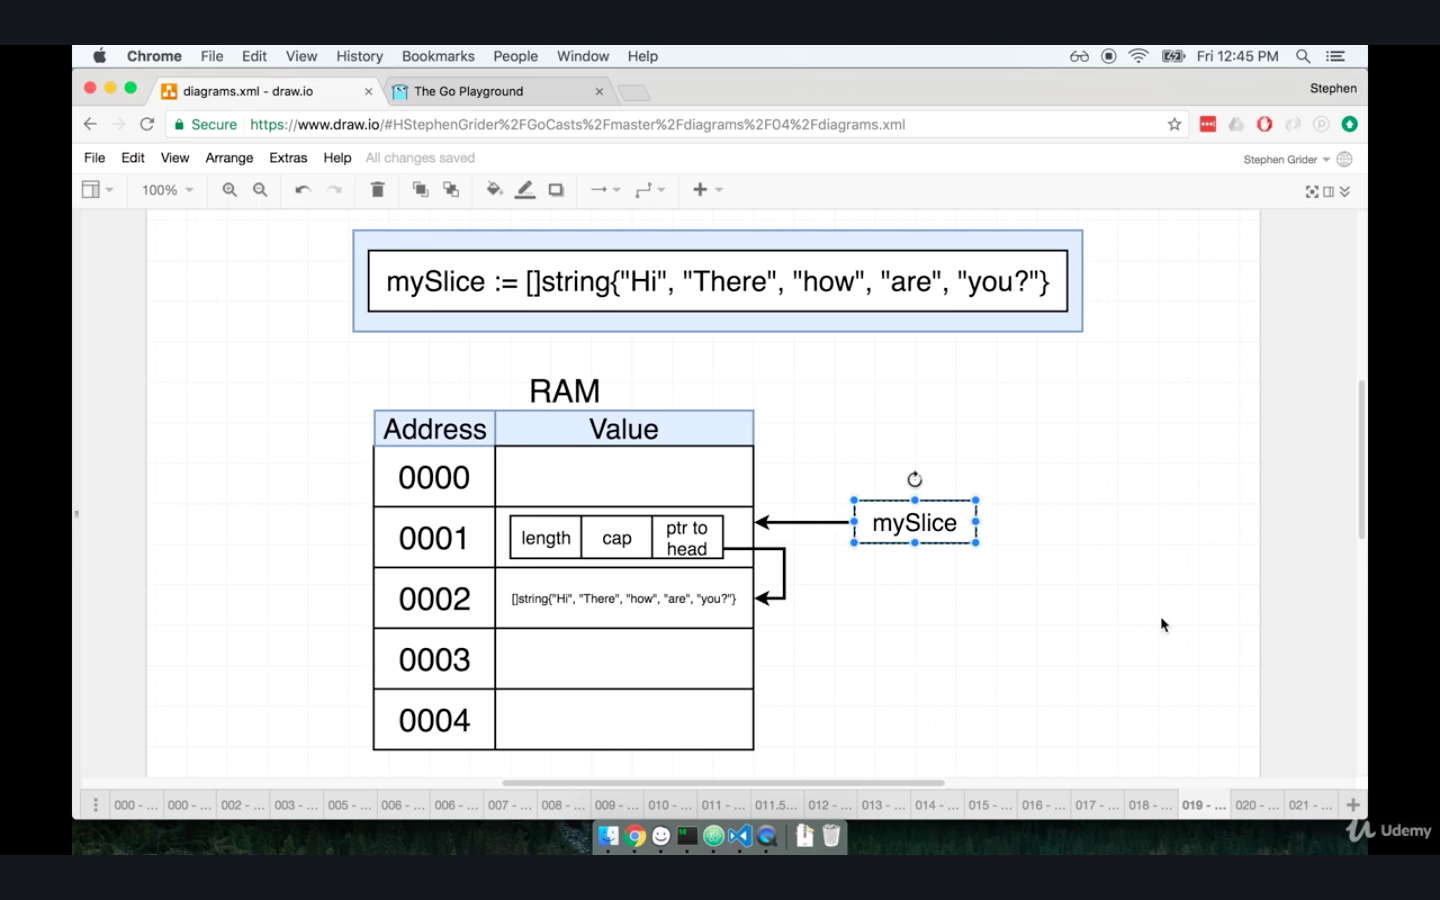 Chrome File Edit View History Bookmarks People Window Help Fri 12:45 PM
diagrams.xml - draw.io The Go Playground Stephen
Secure https://www.draw.io/#HStephenGrider%2FGoCasts%2Fmaster%2Fdiagrams%2F04%2Fdiagrams.xml
File Edit View Arrange Extras Help All changes saved Stephen Grider
100%
mySlice := []string{"Hi", "There", "how", "are", "you?"}
RAM
Address Value
0000
0001 length cap ptr to head
mySlice
0002 []string{"Hi", "There", "how", "are", "you?"}
0003
0004
000 - ... 000 - ... 002 - ... 003 - ... 005 - ... 006 - ... 006 - ... 007 - ... 008 - ... 009 - ... 010 - ... 011 - ... 011.5... 012 - ... 013 - ... 014 - ... 015 - ... 016 - ... 017 - ... 018 - ... 019 - ... 020 - ... 021 - ...
Udemy